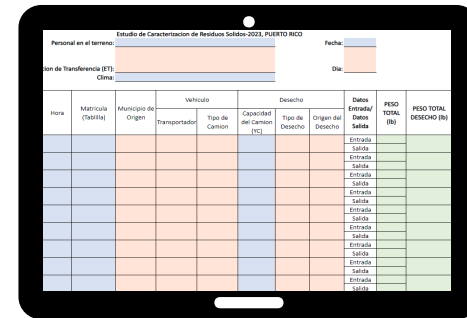 Estudio de Caracterizacion de Residuos Solidos-2023, PUERTO RICO
Personal en el terreno:
Fecha:
cion de Transferencia (ET):
Dia:
Clima:
Hora
Matricula (Tablilla)
Municipio de Origen
Vehiculo
Transportador
Tipo de Camion
Desecho
Capacidad del Camion (YC)
Tipo de Desecho
Origen del Desecho
Datos Entrada/ Datos Salida
PESO TOTAL (lb)
PESO TOTAL DESECHO (lb)
Entrada
Salida
Entrada
Salida
Entrada
Salida
Entrada
Salida
Entrada
Salida
Entrada
Salida
Entrada
Salida
Entrada
Salida
Entrada
Salida